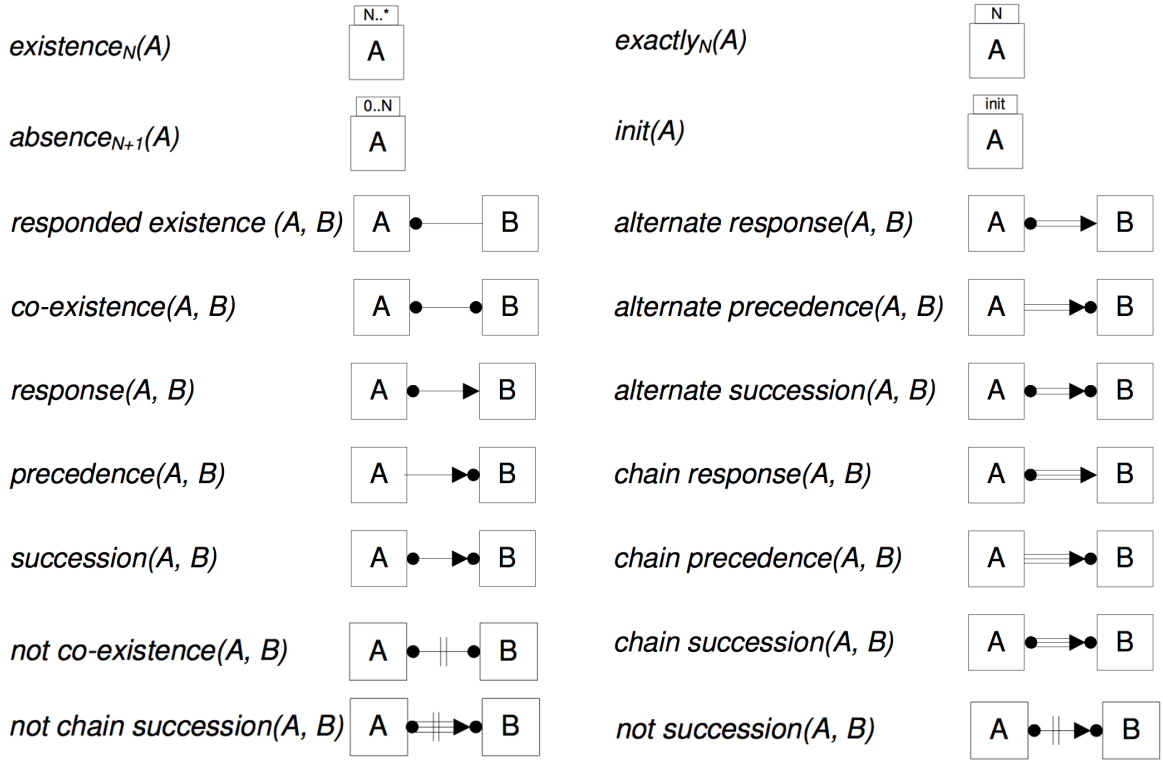 existenceN(A) N..* A exactlyN(A) N A
absenceN+1(A) 0..N A init(A) init A
responded existence (A, B) A B alternate response(A, B) A B
co-existence(A, B) A B alternate precedence(A, B) A B
response(A, B) A B alternate succession(A, B) A B
precedence(A, B) A B chain response(A, B) A B
succession(A, B) A B chain precedence(A, B) A B
not co-existence(A, B) A B chain succession(A, B) A B
not chain succession(A, B) A B not succession(A, B) A B